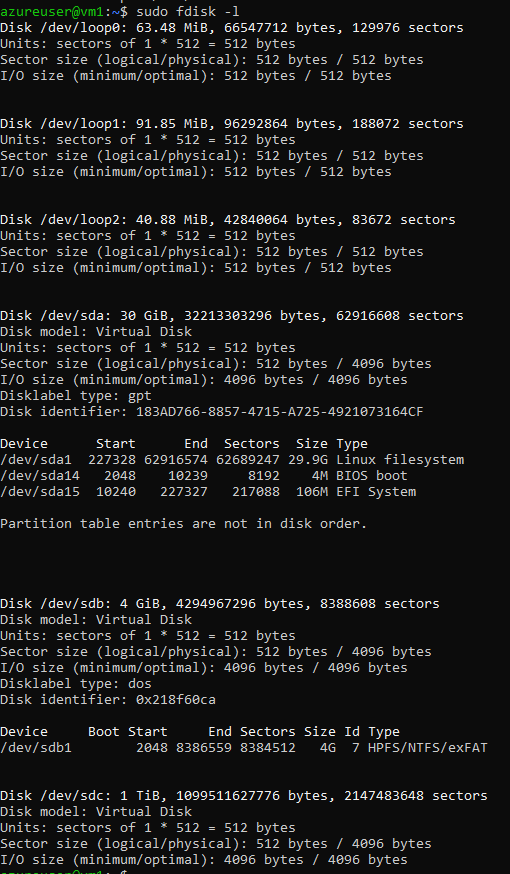 azureuser@vm1:~$ sudo fdisk -l
Disk /dev/loop0: 63.48 MiB, 66547712 bytes, 129976 sectors
Units: sectors of 1 * 512 = 512 bytes
Sector size (logical/physical): 512 bytes / 512 bytes
I/O size (minimum/optimal): 512 bytes / 512 bytes
Disk /dev/loop1: 91.85 MiB, 96292864 bytes, 188072 sectors
Units: sectors of 1 * 512 = 512 bytes
Sector size (logical/physical): 512 bytes / 512 bytes
I/O size (minimum/optimal): 512 bytes / 512 bytes
Disk /dev/loop2: 40.88 MiB, 42840064 bytes, 83672 sectors
Units: sectors of 1 * 512 = 512 bytes
Sector size (logical/physical): 512 bytes / 512 bytes
I/O size (minimum/optimal): 512 bytes / 512 bytes
Disk /dev/sda: 30 GiB, 32213303296 bytes, 62916608 sectors
Disk model: Virtual Disk
Units: sectors of 1 * 512 = 512 bytes
Sector size (logical/physical): 512 bytes / 4096 bytes
I/O size (minimum/optimal): 4096 bytes / 4096 bytes
Disklabel type: gpt
Disk identifier: 183AD766-8857-4715-A725-4921073164CF
Device Start End Sectors Size Type
/dev/sda1 227328 62916574 62689247 29.9G Linux filesystem
/dev/sda14 2048 10239 8192 4M BIOS boot
/dev/sda15 10240 227327 217088 106M EFI System
Partition table entries are not in disk order.
Disk /dev/sdb: 4 GiB, 4294967296 bytes, 8388608 sectors
Disk model: Virtual Disk
Units: sectors of 1 * 512 = 512 bytes
Sector size (logical/physical): 512 bytes / 4096 bytes
I/O size (minimum/optimal): 4096 bytes / 4096 bytes
Disklabel type: dos
Disk identifier: 0x218f60ca
Device Boot Start End Sectors Size Id Type
/dev/sdb1 2048 8386559 8384512 4G 7 HPFS/NTFS/exFAT
Disk /dev/sdc: 1 TiB, 1099511627776 bytes, 2147483648 sectors
Disk model: Virtual Disk
Units: sectors of 1 * 512 = 512 bytes
Sector size (logical/physical): 512 bytes / 4096 bytes
I/O size (minimum/optimal): 4096 bytes / 4096 bytes